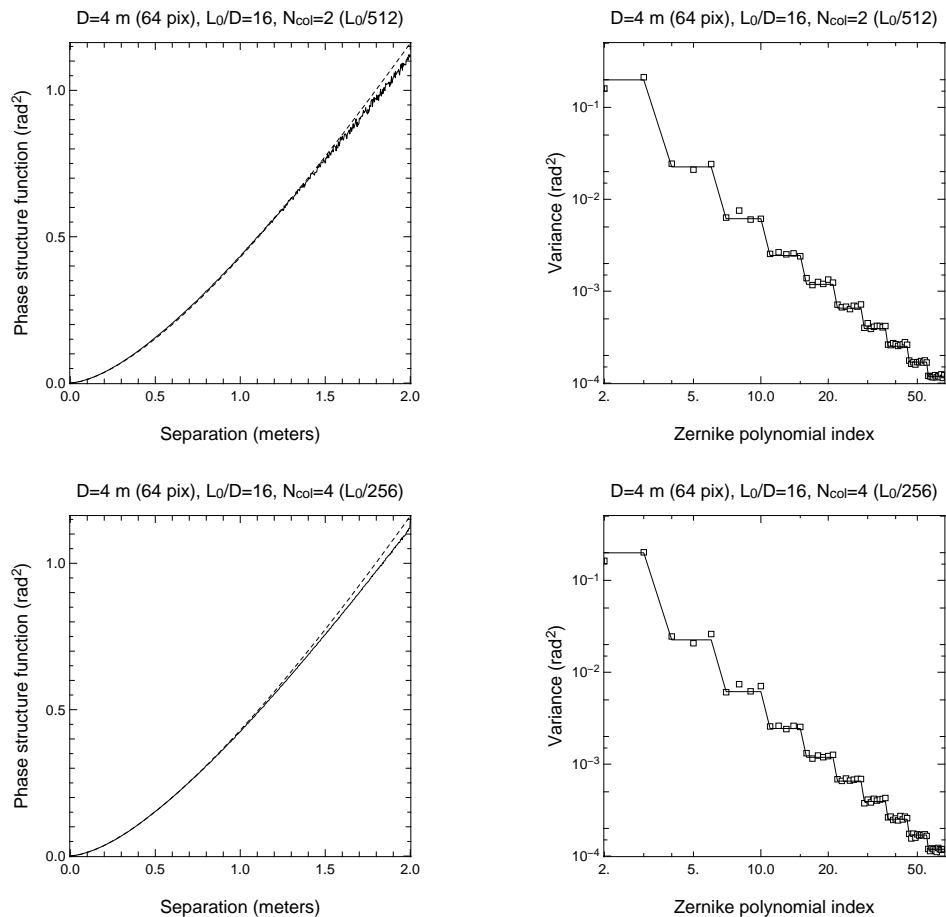 D=4 m (64 pix), L0/D=16, Ncol=2 (L0/512)
Phase structure function (rad2)
1.0
0.5
0.0
0.0 0.5 1.0 1.5 2.0
Separation (meters)
D=4 m (64 pix), L0/D=16, Ncol=2 (L0/512)
Variance (rad2)
10−1
10−2
10−3
10−4
2. 5. 10.0 20. 50.
Zernike polynomial index
D=4 m (64 pix), L0/D=16, Ncol=4 (L0/256)
Phase structure function (rad2)
1.0
0.5
0.0
0.0 0.5 1.0 1.5 2.0
Separation (meters)
D=4 m (64 pix), L0/D=16, Ncol=4 (L0/256)
Variance (rad2)
10−1
10−2
10−3
10−4
2. 5. 10.0 20. 50.
Zernike polynomial index